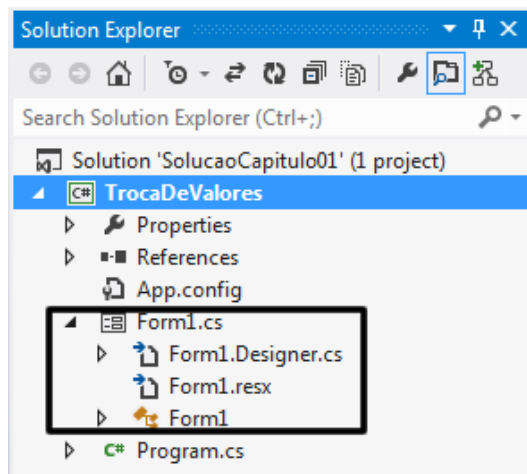 Solution Explorer
Search Solution Explorer (Ctrl+;)
Solution 'SolucaoCapitulo01' (1 project)
C# TrocaDeValores
Properties
References
App.config
Form1.cs
Form1.Designer.cs
Form1.resx
Form1
C# Program.cs